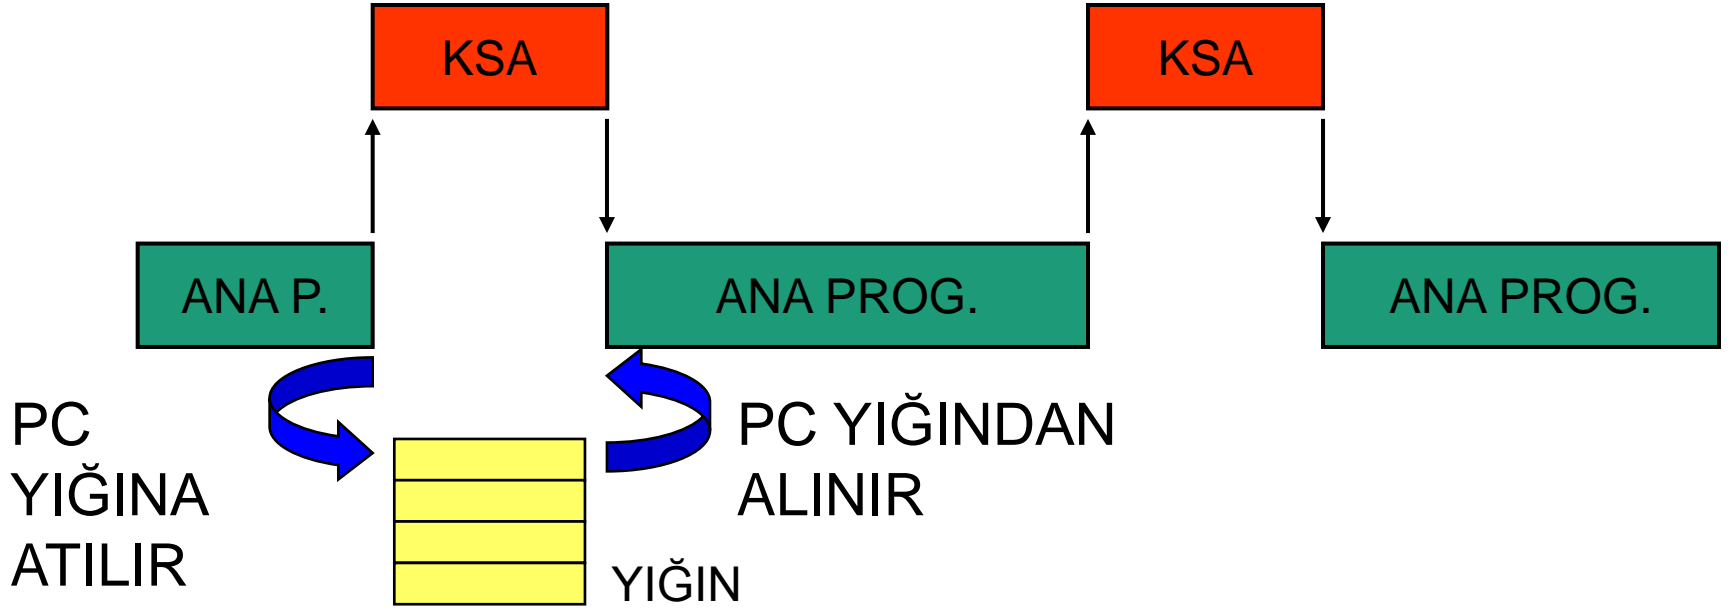 KSA
KSA
ANA P.
ANA PROG.
ANA PROG.
PC
YIĞINA
ATILIR
PC YIĞINDAN
ALINIR
YIĞIN